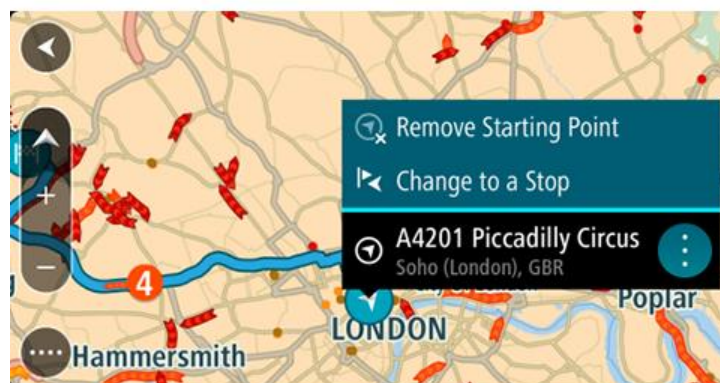 Remove Starting Point
Change to a Stop
A4201 Piccadilly Circus
Soho (London), GBR
4
Poplar
LONDON
Hammersmith